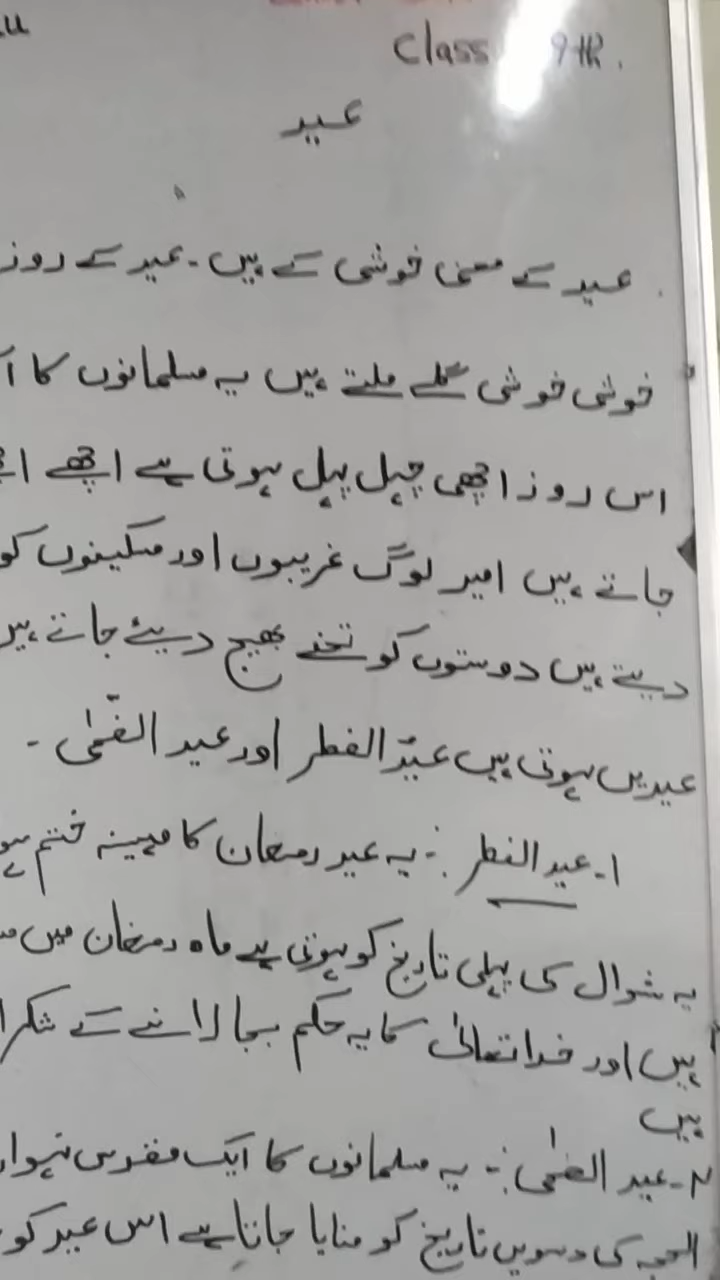 Class 9th.
عید
عید کے معنی خوشی کے ہیں۔ عید کے روز
خوشی خوشی گلے ملتے ہیں یہ مسلمانوں کا
اس روز اچھی چہل پہل ہوتی ہے اچھے
جاتے ہیں امیر لوگ غریبوں اور مسکینوں کو
دیتے ہیں دوستوں کو تحفے بھیج دیئے جاتے ہیں
عیدیں ہوتی ہیں عیدُ الفطر اور عید الضّحٰی ۔
۱۔ عید الفطر :۔ یہ عید رمضان کا مہینہ ختم ہو
یہ شوال کی پہلی تاریخ کو ہوتی ہے ماہ رمضان میں
ہیں اور خدا تعالیٰ کا یہ حکم بجا لانے کے شکر
ہیں
۲۔ عید الضحٰی :۔ یہ مسلمانوں کا ایک مقدس تہوار
الحجہ کی دسویں تاریخ کو منایا جاتا ہے اس عید کو